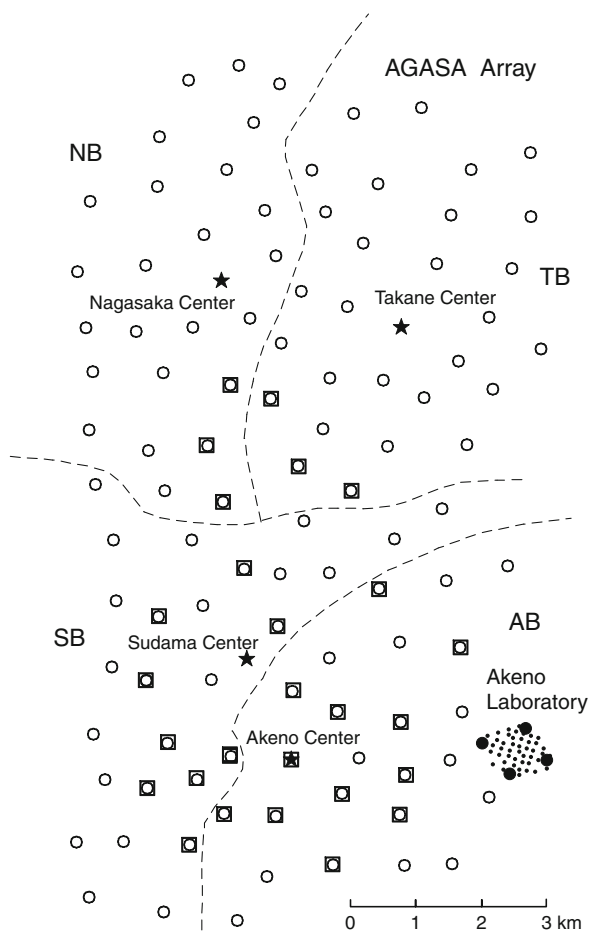 AGASA Array
NB
TB
Nagasaka Center
Takane Center
SB
Sudama Center
AB
Akeno
Laboratory
Akeno Center
0 1 2 3 km